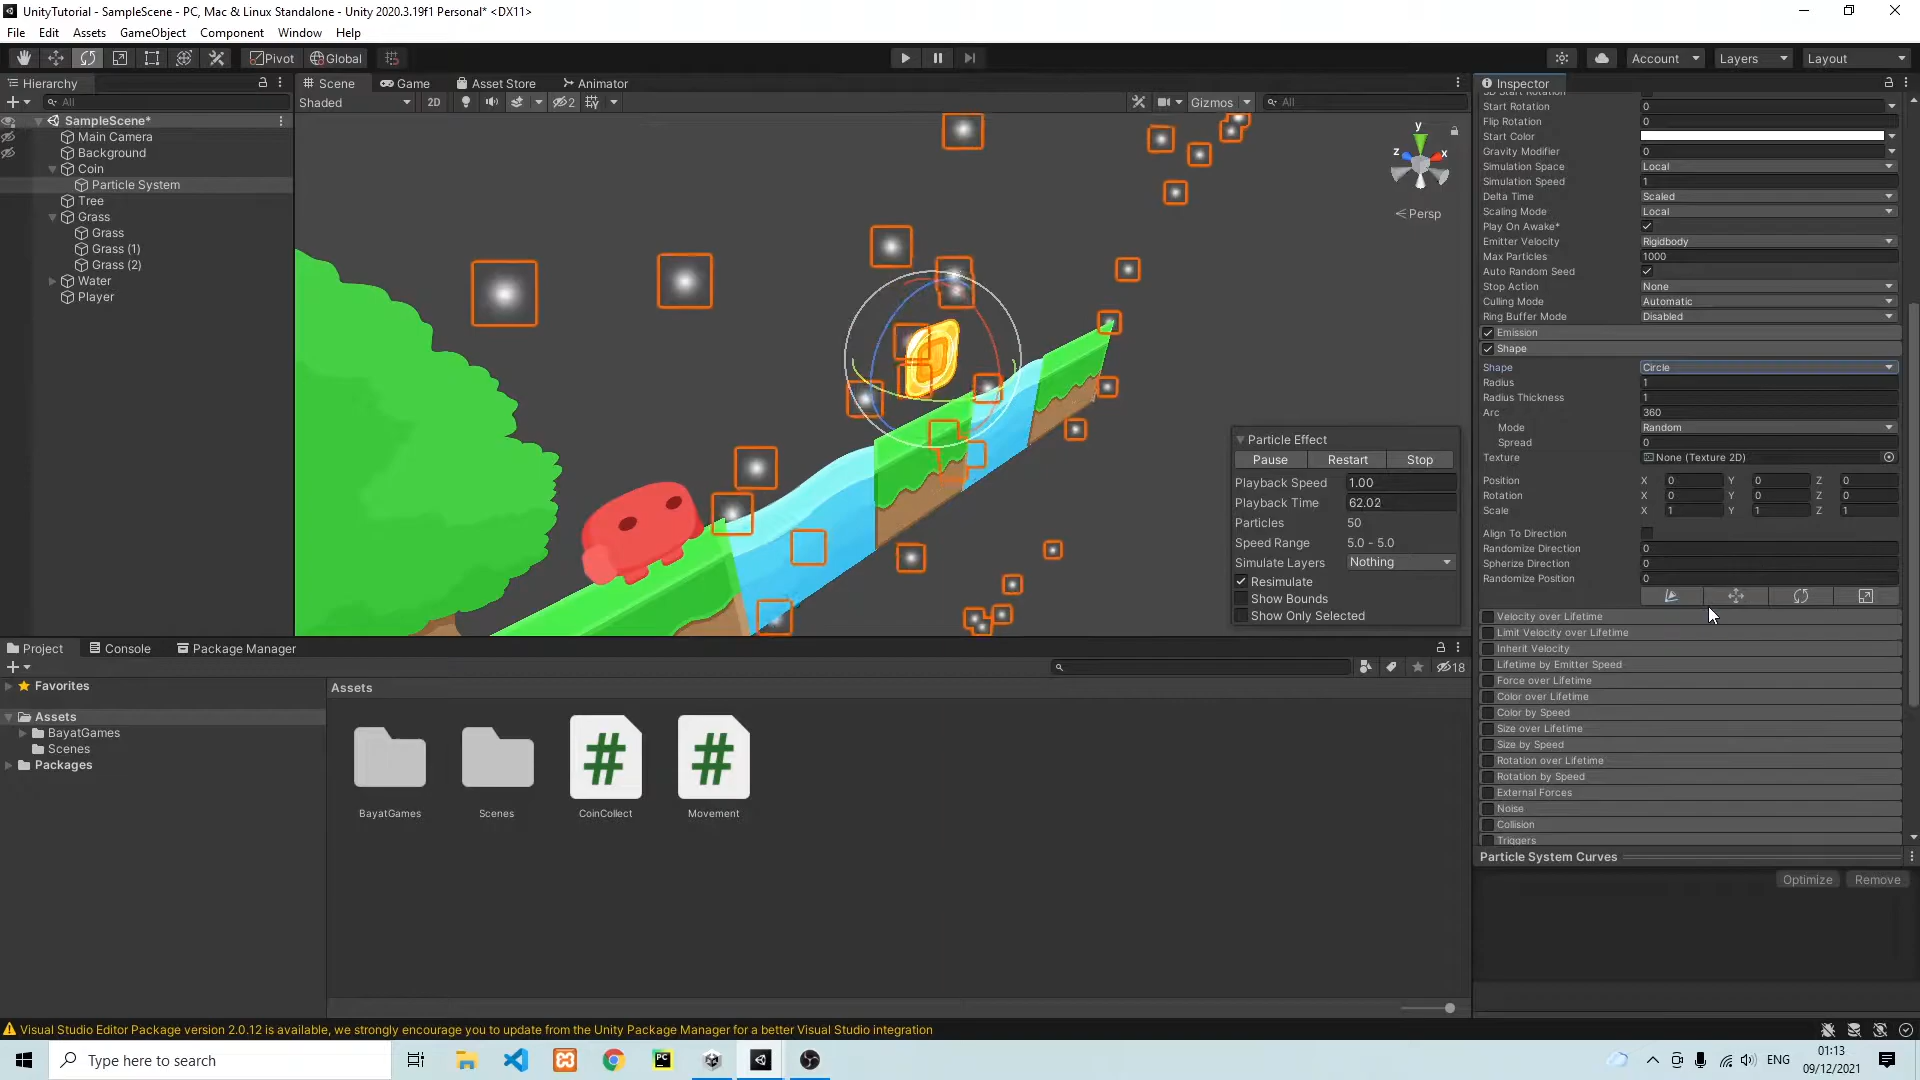 UnityTutorial - SampleScene - PC, Mac & Linux Standalone - Unity 2020.3.19f1 Personal* <DX11>
File Edit Assets GameObject Component Window Help
Pivot Global Account Layers Layout
Hierarchy
All
SampleScene*
Main Camera
Background
Coin
Particle System
Tree
Grass
Grass
Grass (1)
Grass (2)
Water
Player
Scene Game Asset Store Animator
Shaded 2D 2 Gizmos All
y
z x
Persp
Particle Effect
Pause Restart Stop
Playback Speed 1.00
Playback Time 62.02
Particles 50
Speed Range 5.0 - 5.0
Simulate Layers Nothing
Resimulate
Show Bounds
Show Only Selected
Inspector
3D Start Rotation
Start Rotation 0
Flip Rotation 0
Start Color
Gravity Modifier 0
Simulation Space Local
Simulation Speed 1
Delta Time Scaled
Scaling Mode Local
Play On Awake*
Emitter Velocity Rigidbody
Max Particles 1000
Auto Random Seed
Stop Action None
Culling Mode Automatic
Ring Buffer Mode Disabled
Emission
Shape
Shape Circle
Radius 1
Radius Thickness 1
Arc 360
Mode Random
Spread 0
Texture None (Texture 2D)
Position X 0 Y 0 Z 0
Rotation X 0 Y 0 Z 0
Scale X 1 Y 1 Z 1
Align To Direction
Randomize Direction 0
Spherize Direction 0
Randomize Position 0
Velocity over Lifetime
Limit Velocity over Lifetime
Inherit Velocity
Lifetime by Emitter Speed
Force over Lifetime
Color over Lifetime
Color by Speed
Size over Lifetime
Size by Speed
Rotation over Lifetime
Rotation by Speed
External Forces
Noise
Collision
Triggers
Particle System Curves
Optimize Remove
Project Console Package Manager
18
Favorites
Assets
BayatGames
Scenes
Packages
Assets
BayatGames Scenes CoinCollect Movement
Visual Studio Editor Package version 2.0.12 is available, we strongly encourage you to update from the Unity Package Manager for a better Visual Studio integration
Type here to search
PC
ENG
01:13
09/12/2021